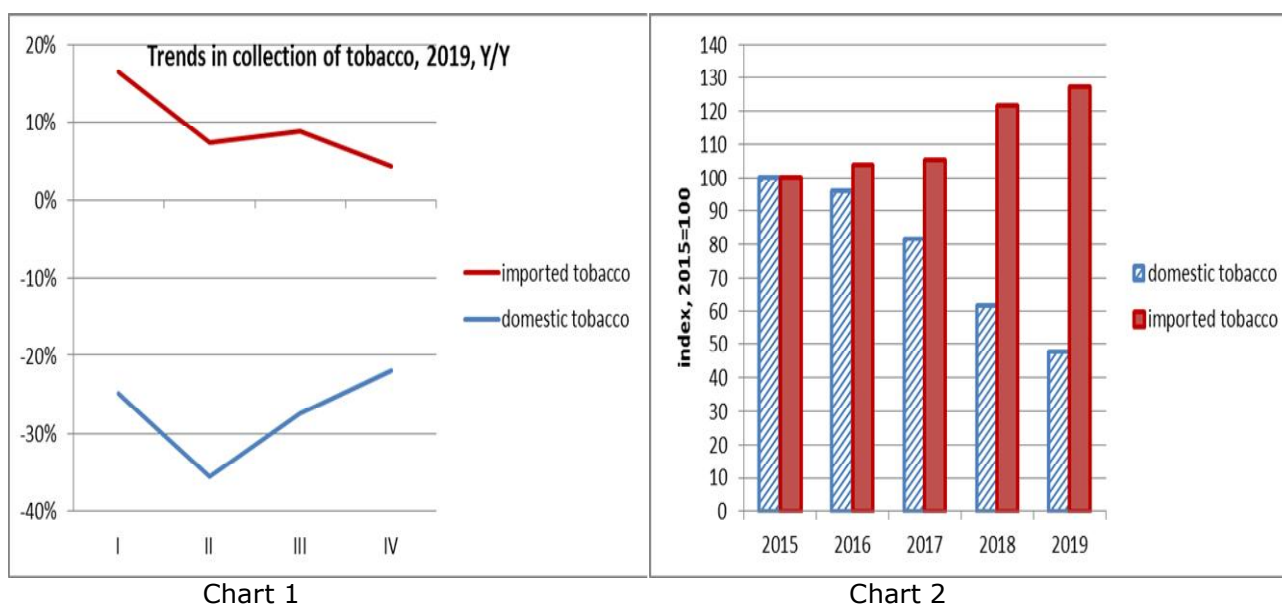 Trends in collection of tobacco, 2019, Y/Y
20%
10%
0%
-10%
-20%
-30%
-40%
I II III IV
imported tobacco
domestic tobacco
Chart 1
index, 2015=100
140
130
120
110
100
90
80
70
60
50
40
30
20
10
0
2015 2016 2017 2018 2019
domestic tobacco
imported tobacco
Chart 2